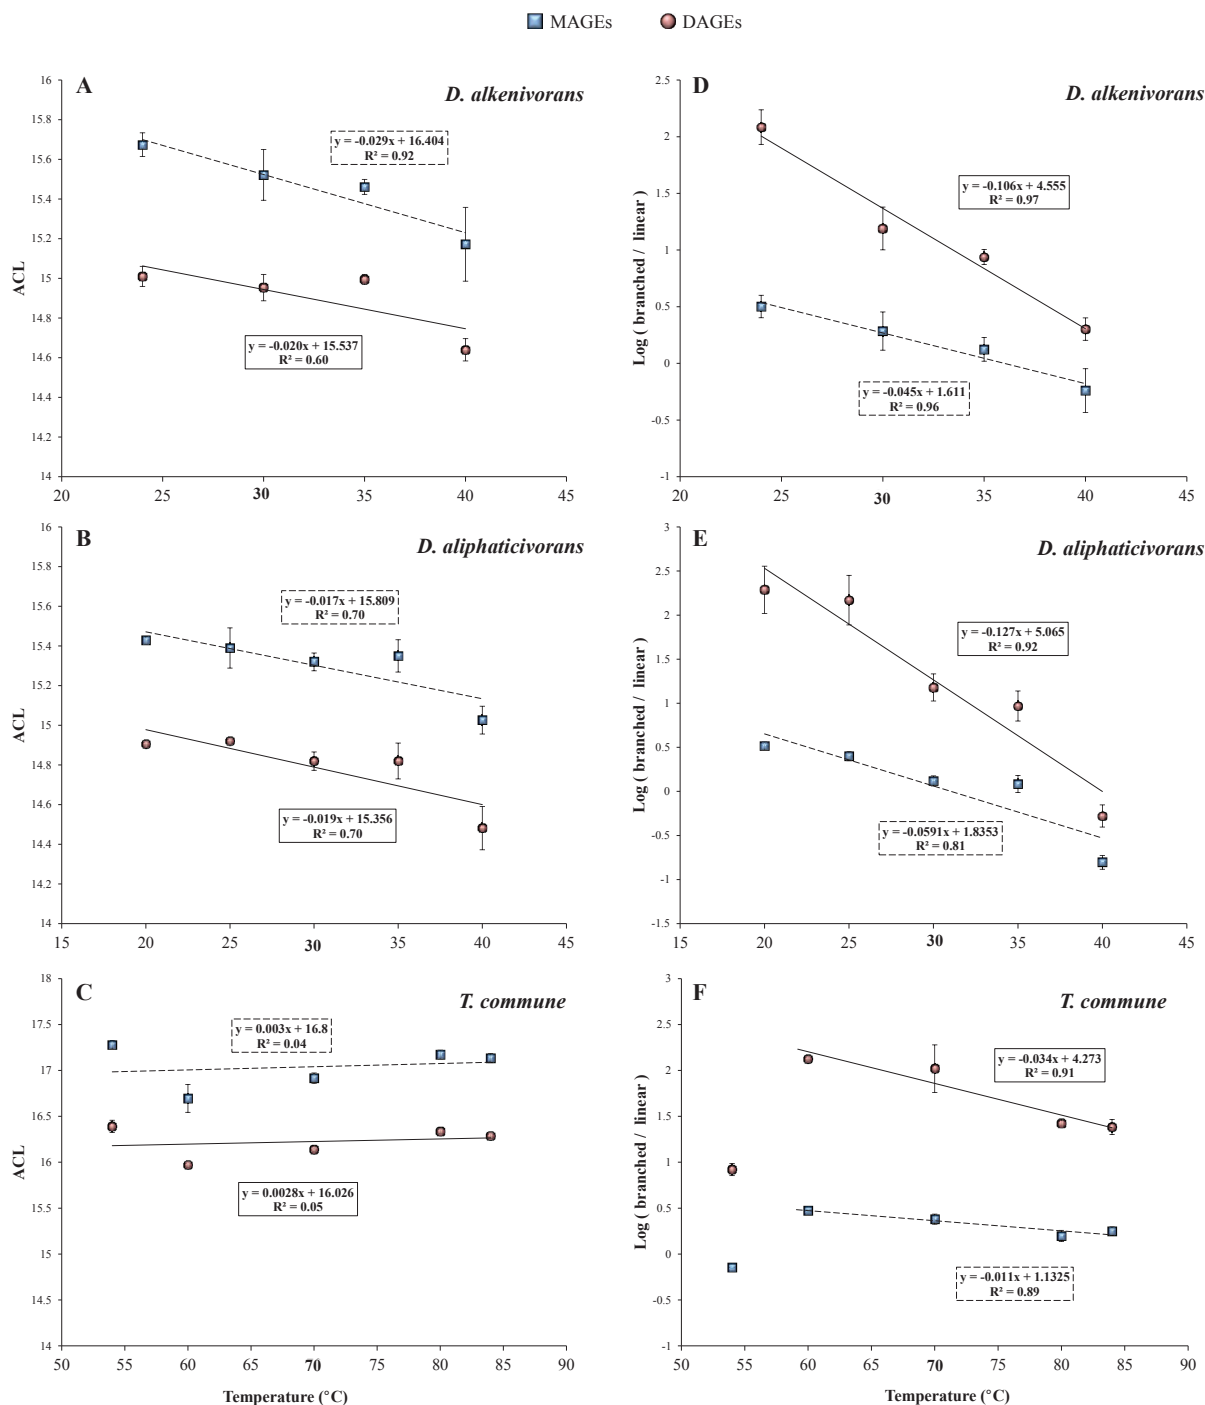 MAGEs DAGEs
A
D. alkenivorans
16
15.8
15.6
15.4
15.2
15
14.8
14.6
14.4
14.2
14
ACL
y = -0.029x + 16.404
R² = 0.92
y = -0.020x + 15.537
R² = 0.60
20 25 30 35 40 45
D
D. alkenivorans
2.5
2
1.5
1
0.5
0
-0.5
-1
Log ( branched / linear )
y = -0.106x + 4.555
R² = 0.97
y = -0.045x + 1.611
R² = 0.96
20 25 30 35 40 45
B
D. aliphaticivorans
16
15.8
15.6
15.4
15.2
15
14.8
14.6
14.4
14.2
14
ACL
y = -0.017x + 15.809
R² = 0.70
y = -0.019x + 15.356
R² = 0.70
15 20 25 30 35 40 45
E
D. aliphaticivorans
3
2.5
2
1.5
1
0.5
0
-0.5
-1
-1.5
Log ( branched / linear )
y = -0.127x + 5.065
R² = 0.92
y = -0.0591x + 1.8353
R² = 0.81
15 20 25 30 35 40 45
C
T. commune
18
17.5
17
16.5
16
15.5
15
14.5
14
ACL
y = 0.003x + 16.8
R² = 0.04
y = 0.0028x + 16.026
R² = 0.05
50 55 60 65 70 75 80 85 90
Temperature (°C)
F
T. commune
3
2.5
2
1.5
1
0.5
0
-0.5
-1
Log ( branched / linear )
y = -0.034x + 4.273
R² = 0.91
y = -0.011x + 1.1325
R² = 0.89
50 55 60 65 70 75 80 85 90
Temperature (°C)